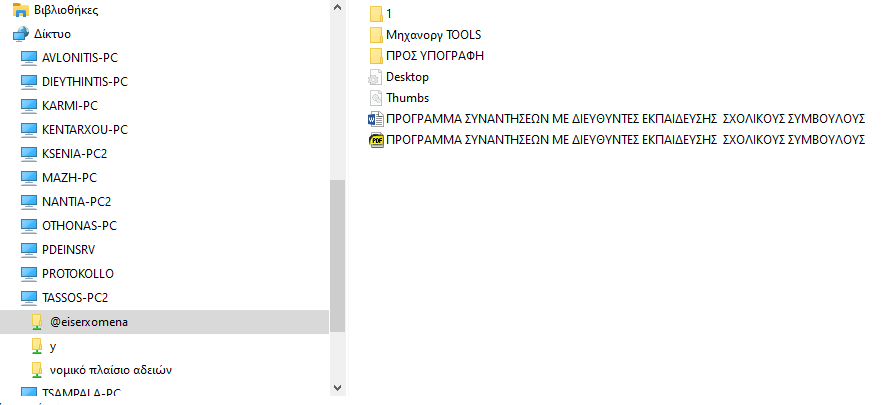 Βιβλιοθήκες
Δίκτυο
AVLONITIS-PC
DIEYTHINTIS-PC
KARMI-PC
KENTARXOU-PC
KSENIA-PC2
MAZH-PC
NANTIA-PC2
OTHONAS-PC
PDEINSRV
PROTOKOLLO
TASSOS-PC2
@eiserxomena
y
νομικό πλαίσιο αδειών
TSAMPALA-PC
1
Μηχανοργ TOOLS
ΠΡΟΣ ΥΠΟΓΡΑΦΗ
Desktop
Thumbs
ΠΡΟΓΡΑΜΜΑ ΣΥΝΑΝΤΗΣΕΩΝ ΜΕ ΔΙΕΥΘΥΝΤΕΣ ΕΚΠΑΙΔΕΥΣΗΣ  ΣΧΟΛΙΚΟΥΣ ΣΥΜΒΟΥΛΟΥΣ
ΠΡΟΓΡΑΜΜΑ ΣΥΝΑΝΤΗΣΕΩΝ ΜΕ ΔΙΕΥΘΥΝΤΕΣ ΕΚΠΑΙΔΕΥΣΗΣ  ΣΧΟΛΙΚΟΥΣ ΣΥΜΒΟΥΛΟΥΣ